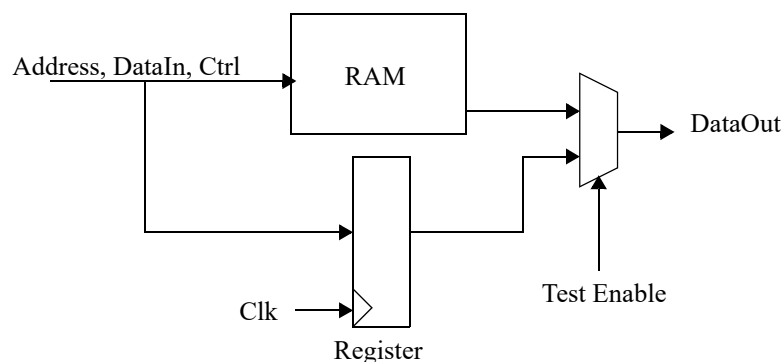 Address, DataIn, Ctrl
RAM
DataOut
Test Enable
Clk
Register